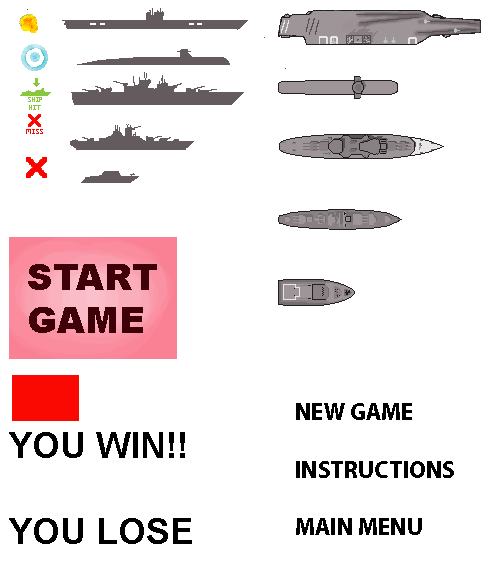 SHIP
HIT
MISS
START
GAME
YOU WIN!!
YOU LOSE
NEW GAME
INSTRUCTIONS
MAIN MENU